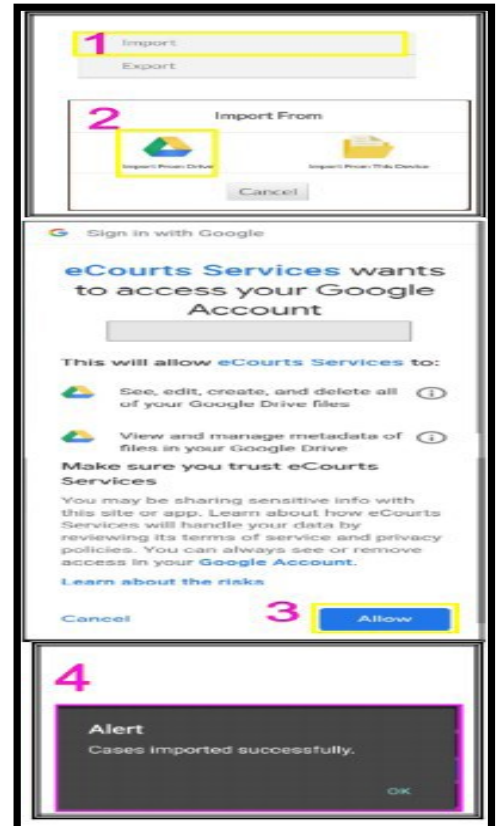 1 Import
Export
2 Import From
Import From Drive Import From This Device
Cancel
G Sign in with Google
eCourts Services wants
to access your Google
Account
This will allow eCourts Services to:
See, edit, create, and delete all
of your Google Drive files
View and manage metadata of
files in your Google Drive
Make sure you trust eCourts
Services
You may be sharing sensitive info with
this site or app. Learn about how eCourts
Services will handle your data by
reviewing its terms of service and privacy
policies. You can always see or remove
access in your Google Account.
Learn about the risks
Cancel 3 Allow
4
Alert
Cases imported successfully.
OK